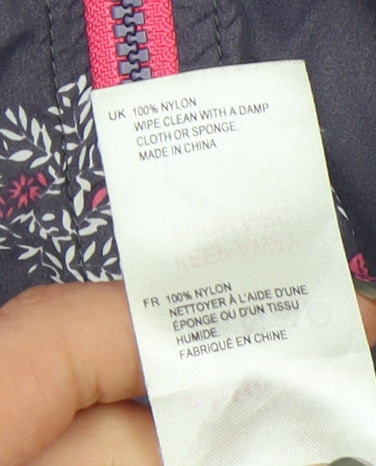 UK 100% NYLON
WIPE CLEAN WITH A DAMP
CLOTH OR SPONGE.
MADE IN CHINA
FR 100% NYLON
NETTOYER À L'AIDE D'UNE
ÉPONGE OU D'UN TISSU
HUMIDE.
FABRIQUÉ EN CHINE